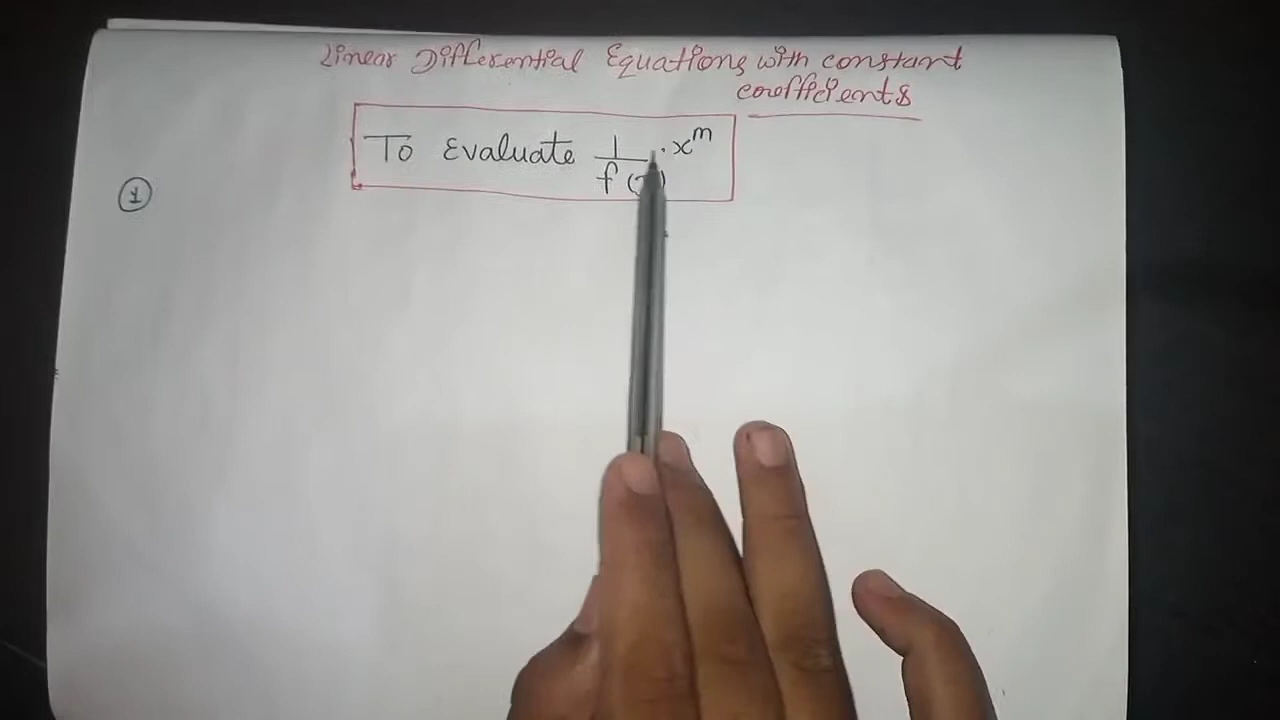 Linear Differential Equations with constant
coefficients
To Evaluate 1/f( ) · x^m
①